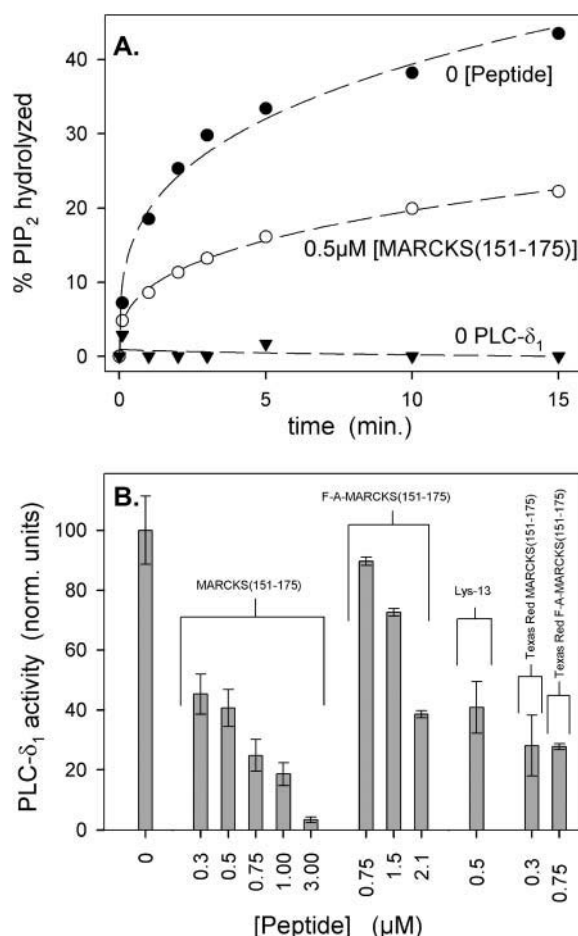 A.
% PIP₂ hydrolyzed
40
30
20
10
0
0 [Peptide]
0.5µM [MARCKS(151-175)]
0 PLC-δ₁
0 5 10 15
time (min.)
B.
PLC-δ₁ activity (norm. units)
100
80
60
40
20
0
MARCKS(151-175)
F-A-MARCKS(151-175)
Lys-13
Texas Red MARCKS(151-175)
Texas Red F-A-MARCKS(151-175)
0 0.3 0.5 0.75 1.00 3.00 0.75 1.5 2.1 0.5 0.3 0.75
[Peptide] (µM)